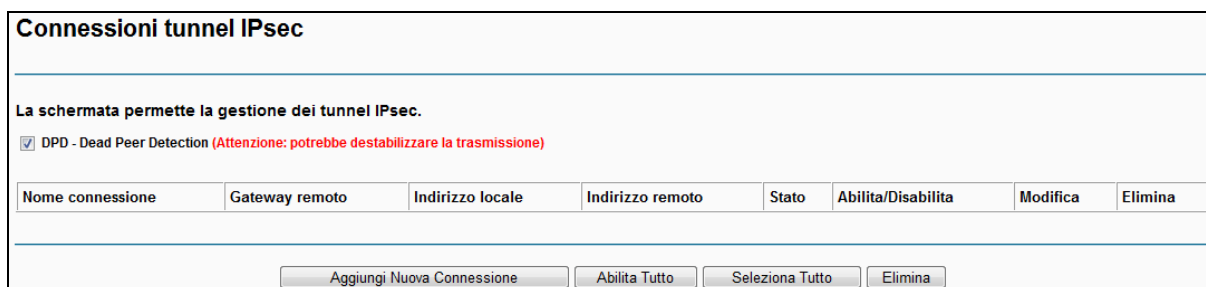 Connessioni tunnel IPsec
La schermata permette la gestione dei tunnel IPsec.
DPD - Dead Peer Detection (Attenzione: potrebbe destabilizzare la trasmissione)
Nome connessione Gateway remoto Indirizzo locale Indirizzo remoto Stato Abilita/Disabilita Modifica Elimina
Aggiungi Nuova Connessione Abilita Tutto Seleziona Tutto Elimina